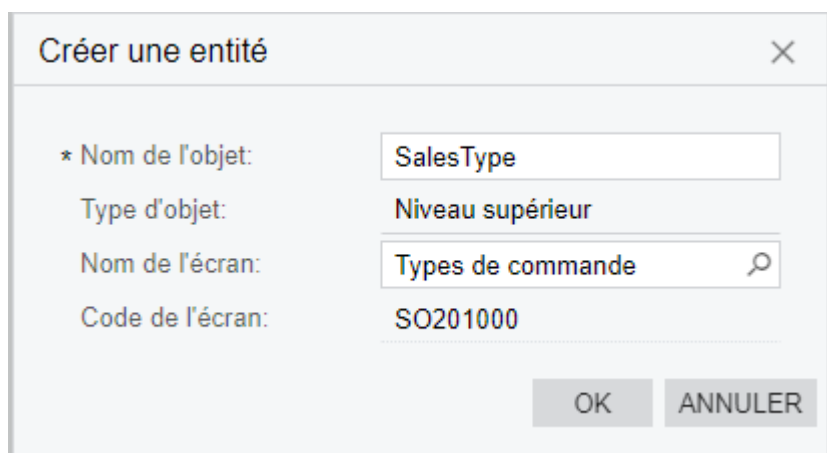 Créer une entité
* Nom de l'objet: SalesType
Type d'objet: Niveau supérieur
Nom de l'écran: Types de commande
Code de l'écran: SO201000
OK ANNULER